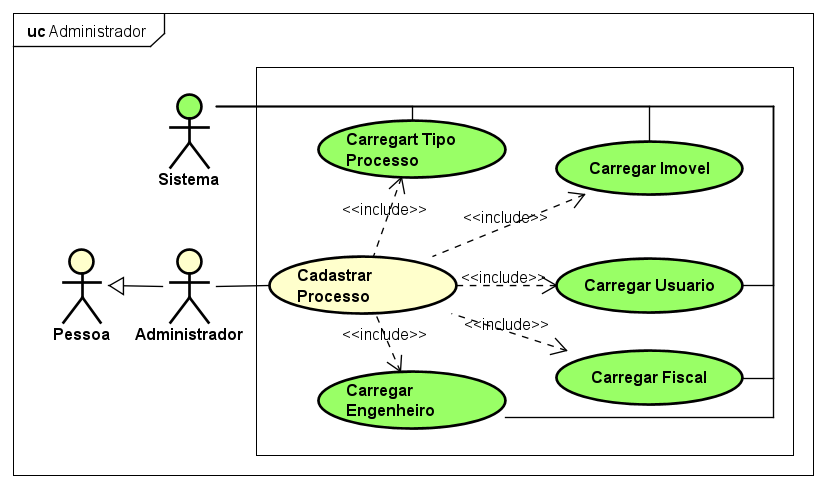 uc Administrador
Sistema
Carregart Tipo
Processo
Carregar Imovel
<<include>>
<<include>>
Pessoa
Administrador
Cadastrar
Processo
<<include>>
Carregar Usuario
<<include>>
<<include>>
Carregar
Engenheiro
Carregar Fiscal